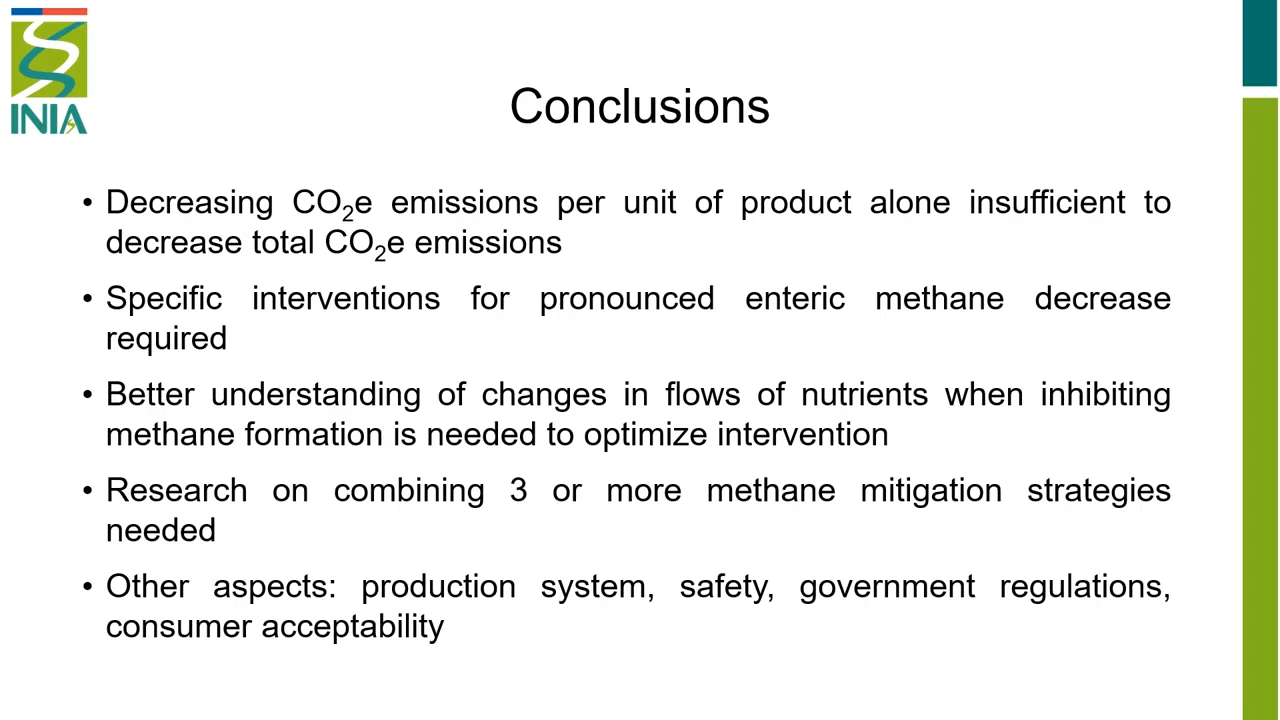 INIA
Conclusions
• Decreasing CO₂e emissions per unit of product alone insufficient to
decrease total CO₂e emissions
• Specific interventions for pronounced enteric methane decrease
required
• Better understanding of changes in flows of nutrients when inhibiting
methane formation is needed to optimize intervention
• Research on combining 3 or more methane mitigation strategies
needed
• Other aspects: production system, safety, government regulations,
consumer acceptability